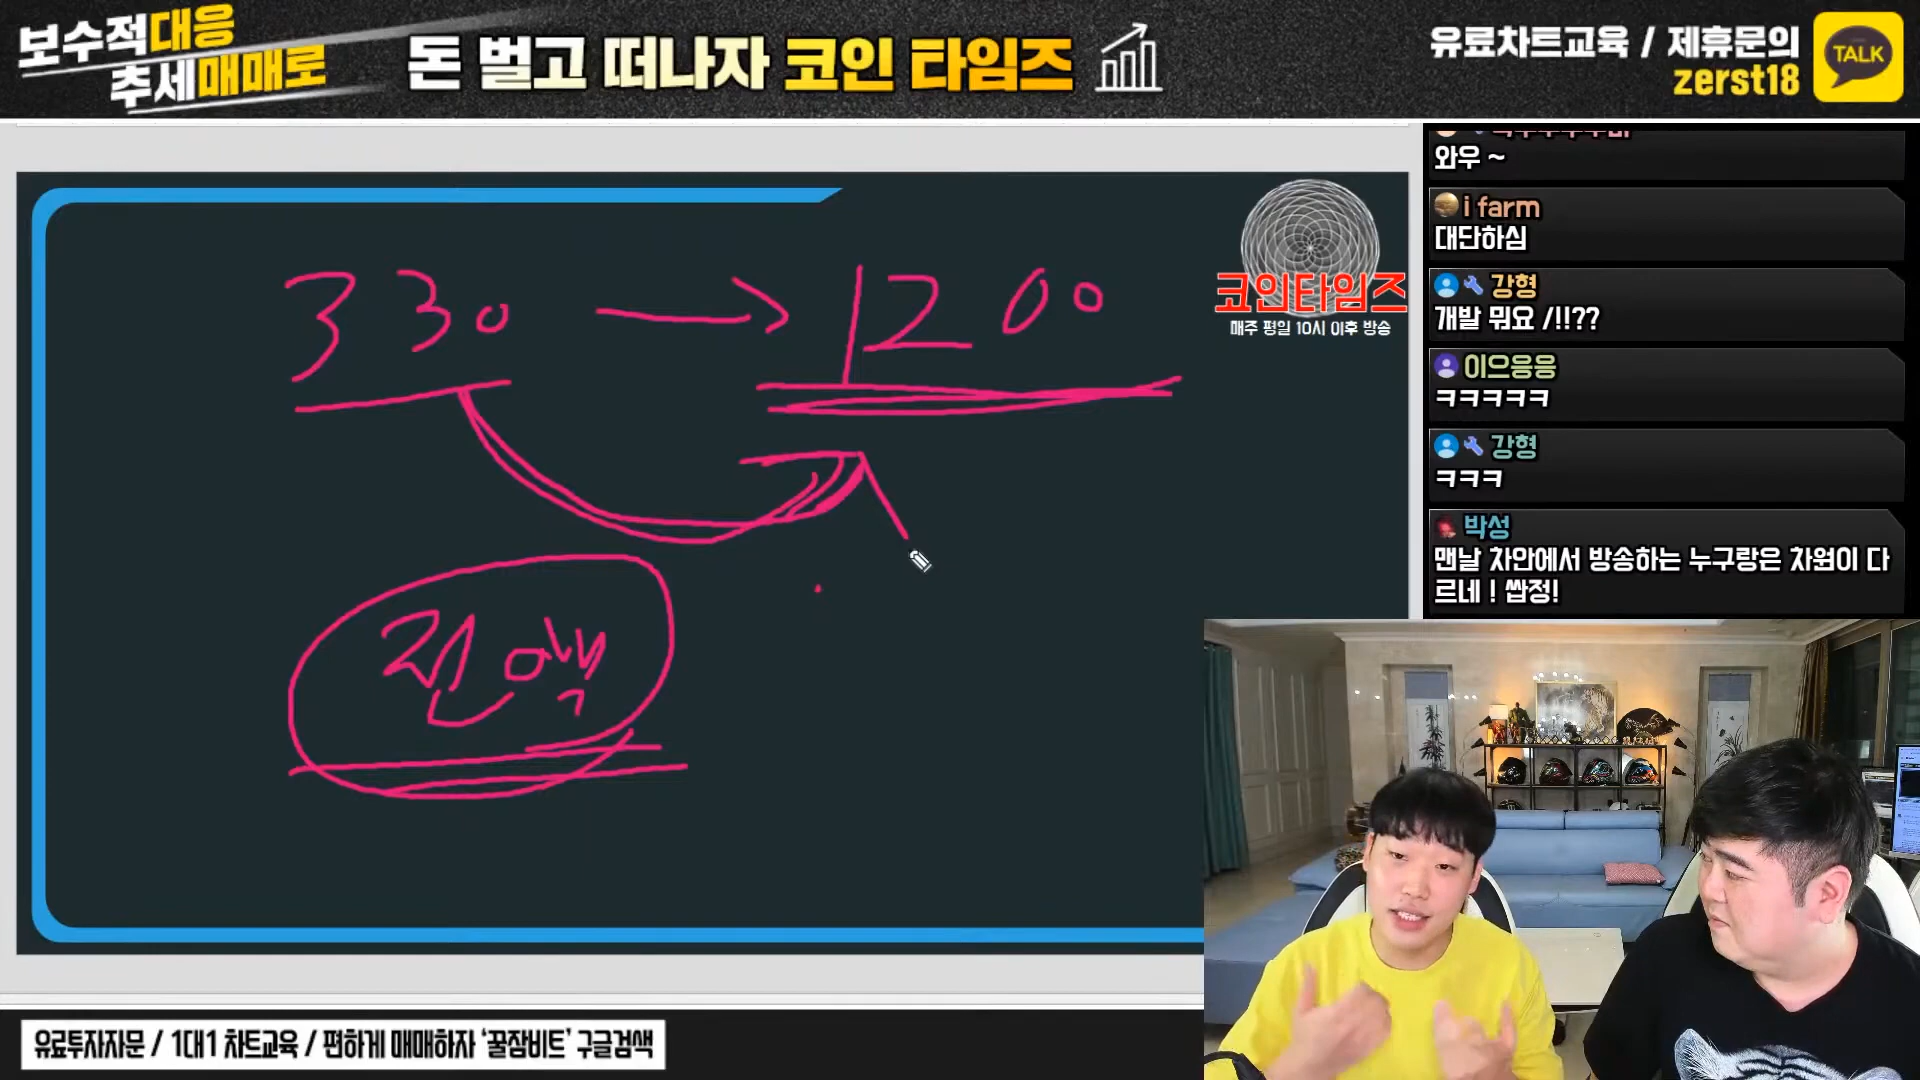 보수적대응
추세매매로
돈 벌고 떠나자 코인 타임즈
유료차트교육 / 제휴문의
zerst18
TALK
330 → 1200
전액
코인타임즈
매주 평일 10시 이후 방송
와우 ~
i farm
대단하심
강형
개발 뭐요 /!!??
이으응응
ㅋㅋㅋㅋㅋ
강형
ㅋㅋㅋ
박성
맨날 차안에서 방송하는 누구랑은 차원이 다
르네 ! 쌉정!
유료투자자문 / 1대1 차트교육 / 편하게 매매하자 '꿀잠비트' 구글검색